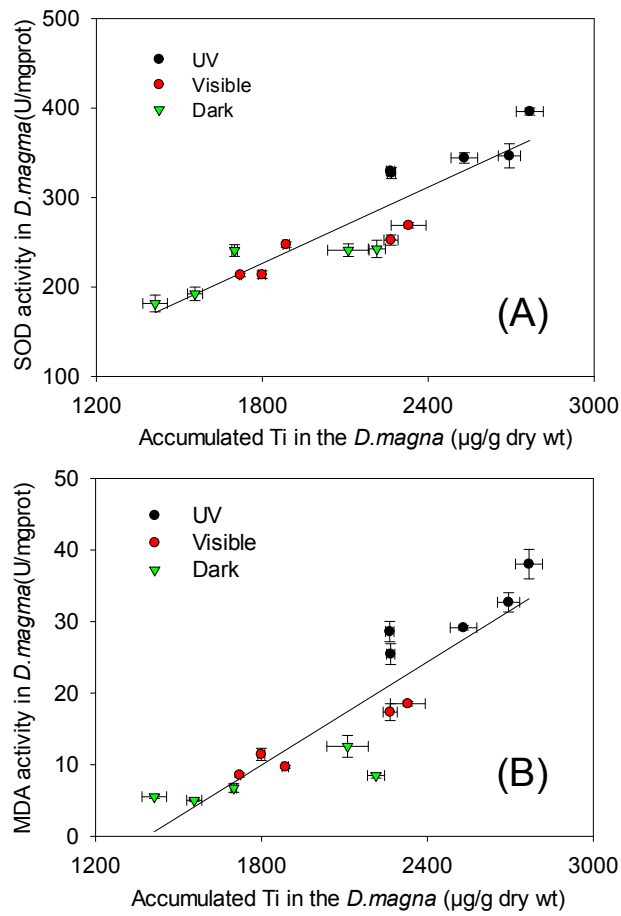 500
400
300
200
100
SOD activity in D.magma(U/mgprot)
UV
Visible
Dark
(A)
1200 1800 2400 3000
Accumulated Ti in the D.magna (µg/g dry wt)
50
40
30
20
10
0
MDA activity in D.magma(U/mgprot)
UV
Visible
Dark
(B)
1200 1800 2400 3000
Accumulated Ti in the D.magna (µg/g dry wt)